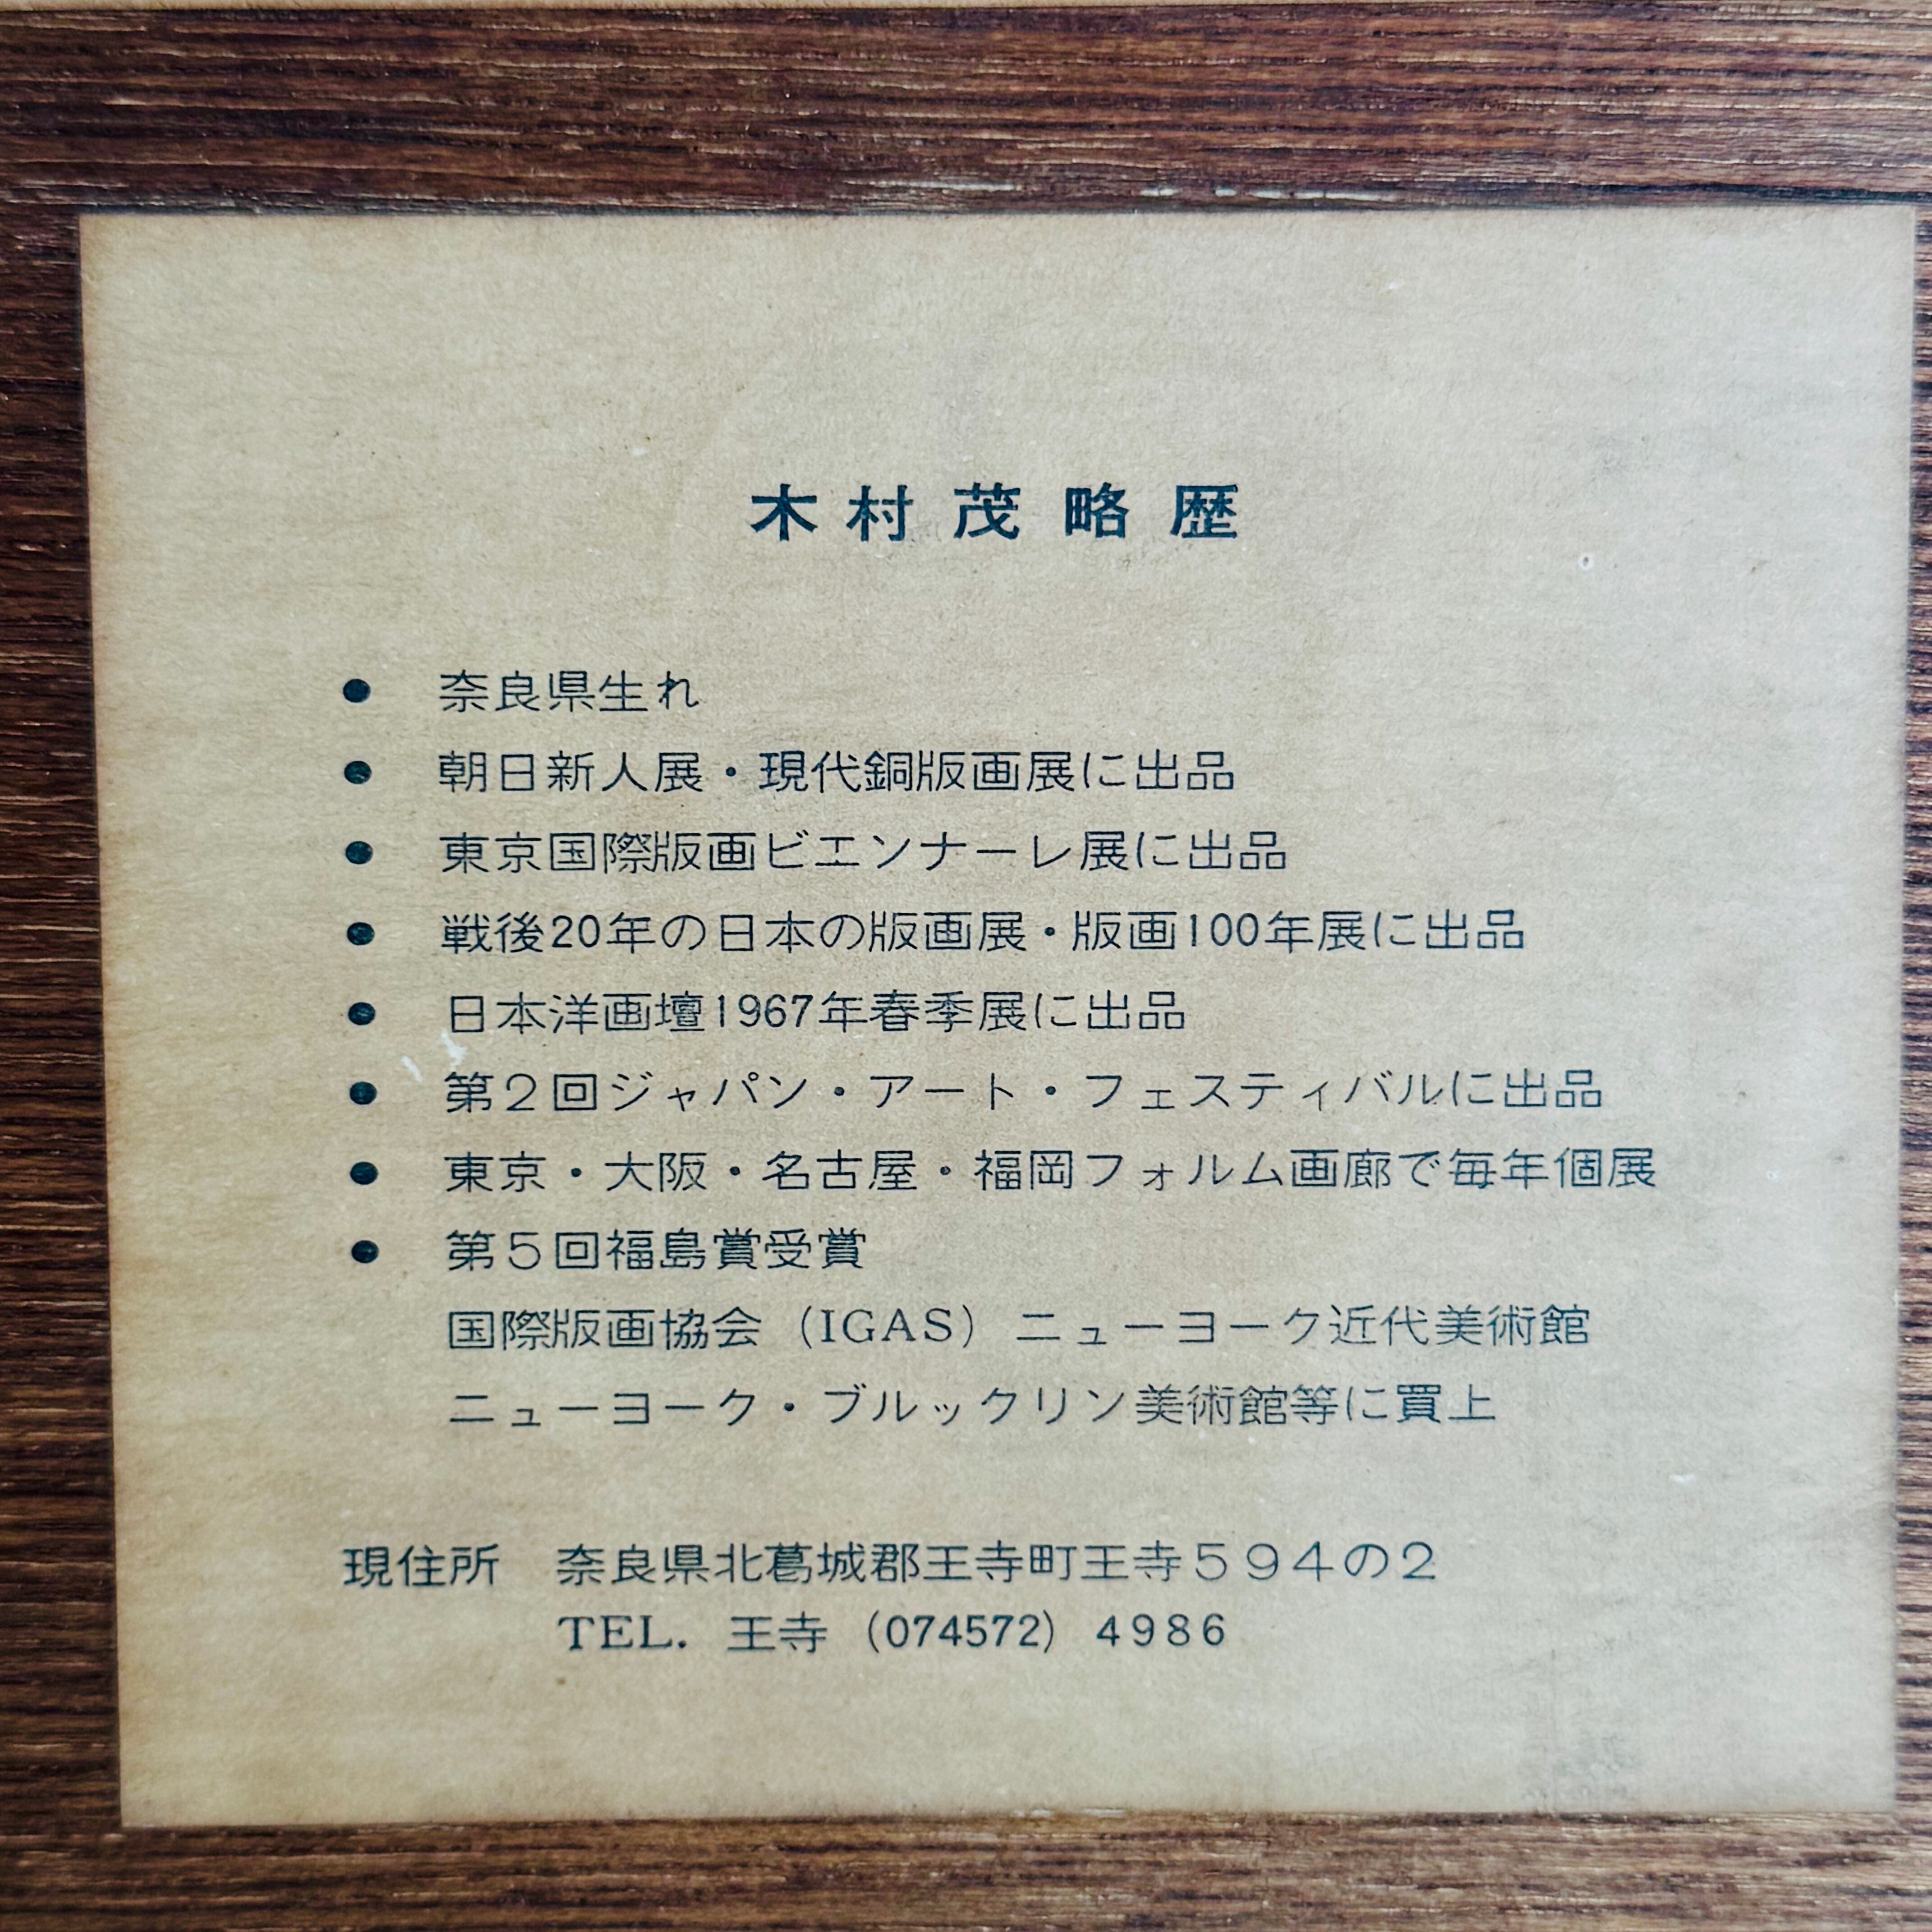 木村茂略歴
● 奈良県生れ
● 朝日新人展・現代銅版画展に出品
● 東京国際版画ビエンナーレ展に出品
● 戦後20年の日本の版画展・版画100年展に出品
● 日本洋画壇1967年春季展に出品
● 第2回ジャパン・アート・フェスティバルに出品
● 東京・大阪・名古屋・福岡フォルム画廊で毎年個展
● 第5回福島賞受賞
国際版画協会(IGAS)ニューヨーク近代美術館
ニューヨーク・ブルックリン美術館等に買上
現住所 奈良県北葛城郡王寺町王寺594の2
TEL. 王寺 (074572) 4986